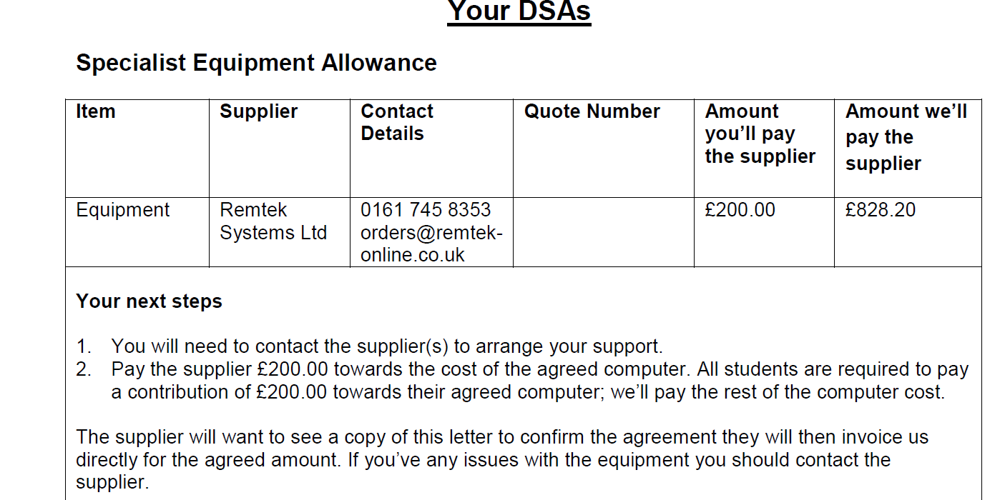 Your DSAs
Specialist Equipment Allowance
Item
Supplier
Contact
Details
Quote Number
Amount
you'll pay
the supplier
Amount we'll
pay the
supplier
Equipment
Remtek
Systems Ltd
0161 745 8353
orders@remtek-
online.co.uk
£200.00
£828.20
Your next steps
1. You will need to contact the supplier(s) to arrange your support.
2. Pay the supplier £200.00 towards the cost of the agreed computer. All students are required to pay
a contribution of £200.00 towards their agreed computer; we'll pay the rest of the computer cost.
The supplier will want to see a copy of this letter to confirm the agreement they will then invoice us
directly for the agreed amount. If you've any issues with the equipment you should contact the
supplier.